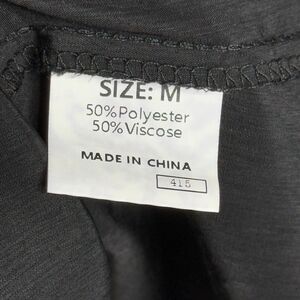 SIZE: M
50%Polyester
50%Viscose
MADE IN CHINA
415